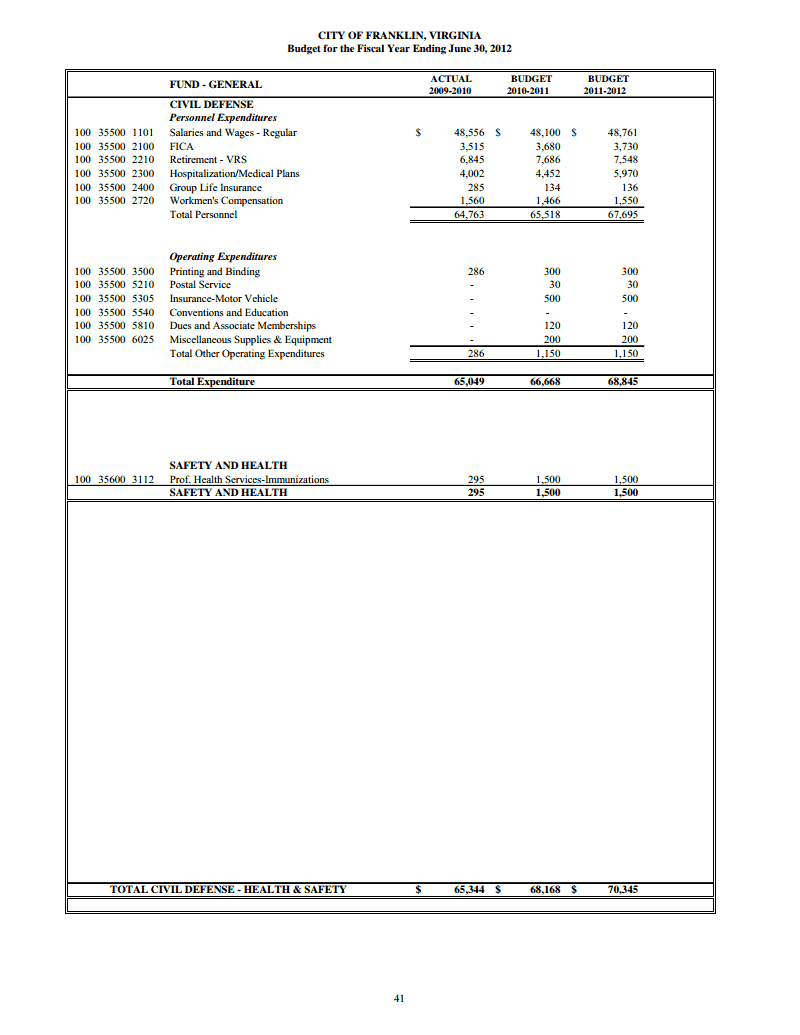 CITY OF FRANKLIN, VIRGINIA
Budget for the Fiscal Year Ending June 30, 2012
FUND - GENERAL ACTUAL 2009-2010 BUDGET 2010-2011 BUDGET 2011-2012
CIVIL DEFENSE
Personnel Expenditures
100 35500 1101 Salaries and Wages - Regular $ 48,556 $ 48,100 $ 48,761
100 35500 2100 FICA 3,515 3,680 3,730
100 35500 2210 Retirement - VRS 6,845 7,686 7,548
100 35500 2300 Hospitalization/Medical Plans 4,002 4,452 5,970
100 35500 2400 Group Life Insurance 285 134 136
100 35500 2720 Workmen's Compensation 1,560 1,466 1,550
Total Personnel 64,763 65,518 67,695
Operating Expenditures
100 35500 3500 Printing and Binding 286 300 300
100 35500 5210 Postal Service - 30 30
100 35500 5305 Insurance-Motor Vehicle - 500 500
100 35500 5540 Conventions and Education - - -
100 35500 5810 Dues and Associate Memberships - 120 120
100 35500 6025 Miscellaneous Supplies & Equipment - 200 200
Total Other Operating Expenditures 286 1,150 1,150
Total Expenditure 65,049 66,668 68,845
SAFETY AND HEALTH
100 35600 3112 Prof. Health Services-Immunizations 295 1,500 1,500
SAFETY AND HEALTH 295 1,500 1,500
TOTAL CIVIL DEFENSE - HEALTH & SAFETY $ 65,344 $ 68,168 $ 70,345
41